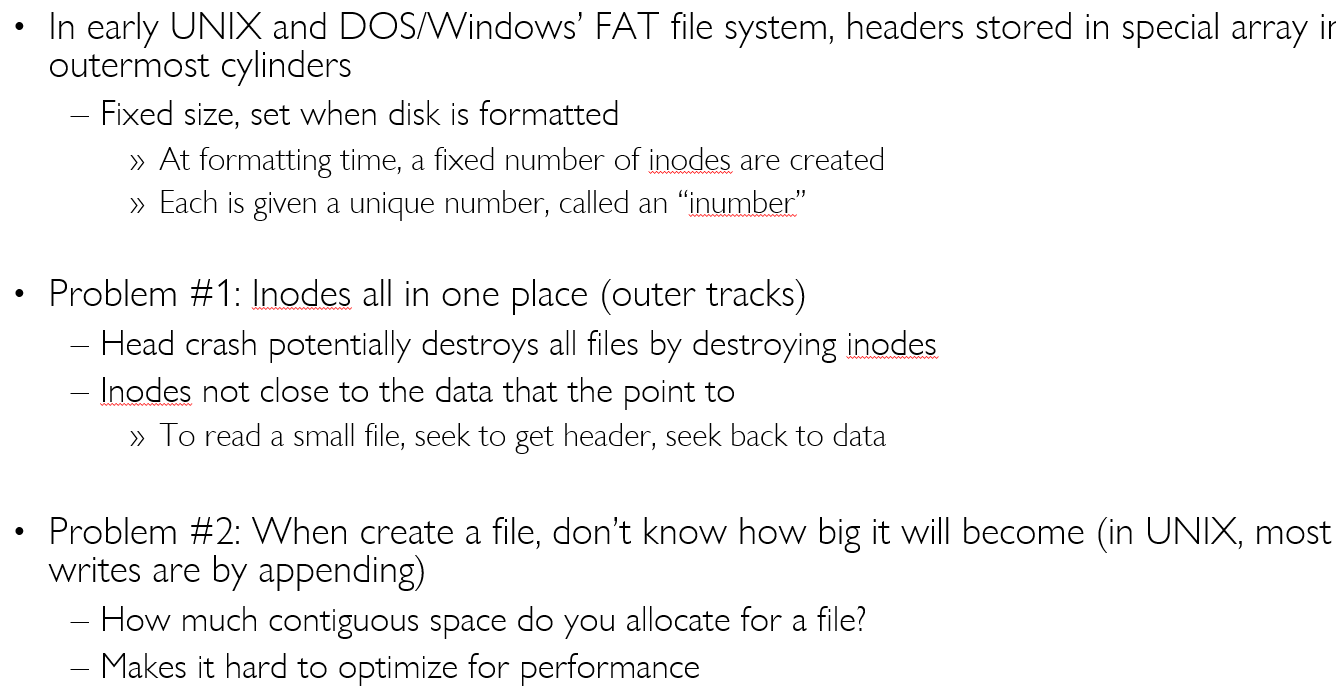 • In early UNIX and DOS/Windows’ FAT file system, headers stored in special array
outermost cylinders
– Fixed size, set when disk is formatted
» At formatting time, a fixed number of inodes are created
» Each is given a unique number, called an “inumber”
• Problem #1: Inodes all in one place (outer tracks)
– Head crash potentially destroys all files by destroying inodes
– Inodes not close to the data that the point to
» To read a small file, seek to get header, seek back to data
• Problem #2: When create a file, don’t know how big it will become (in UNIX, most
writes are by appending)
– How much contiguous space do you allocate for a file?
– Makes it hard to optimize for performance